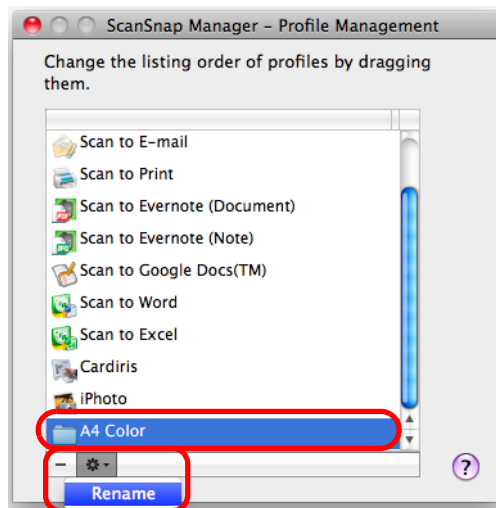 ScanSnap Manager – Profile Management
Change the listing order of profiles by dragging
them.
Scan to E-mail
Scan to Print
Scan to Evernote (Document)
Scan to Evernote (Note)
Scan to Google Docs(TM)
Scan to Word
Scan to Excel
Cardiris
iPhoto
A4 Color
Rename
?